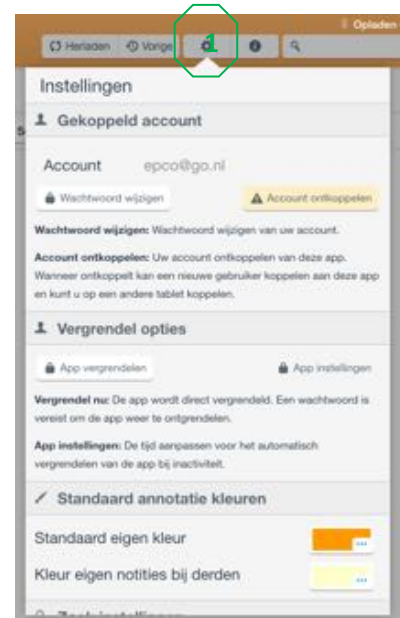 Opladen
Herladen Vorige 1
Instellingen
Gekoppeld account
Account epco@go.nl
Wachtwoord wijzigen Account ontkoppelen
Wachtwoord wijzigen: Wachtwoord wijzigen van uw account.
Account ontkoppelen: Uw account ontkoppelen van deze app.
Wanneer ontkoppelt kan een nieuwe gebruiker koppelen aan deze app
en kunt u op een andere tablet koppelen.
Vergrendel opties
App vergrendelen App instellingen
Vergrendel nu: De app wordt direct vergrendeld. Een wachtwoord is
vereist om de app weer te ontgrendelen.
App instellingen: De tijd aanpassen voor het automatisch
vergrendelen van de app bij inactiviteit.
Standaard annotatie kleuren
Standaard eigen kleur
Kleur eigen notities bij derden